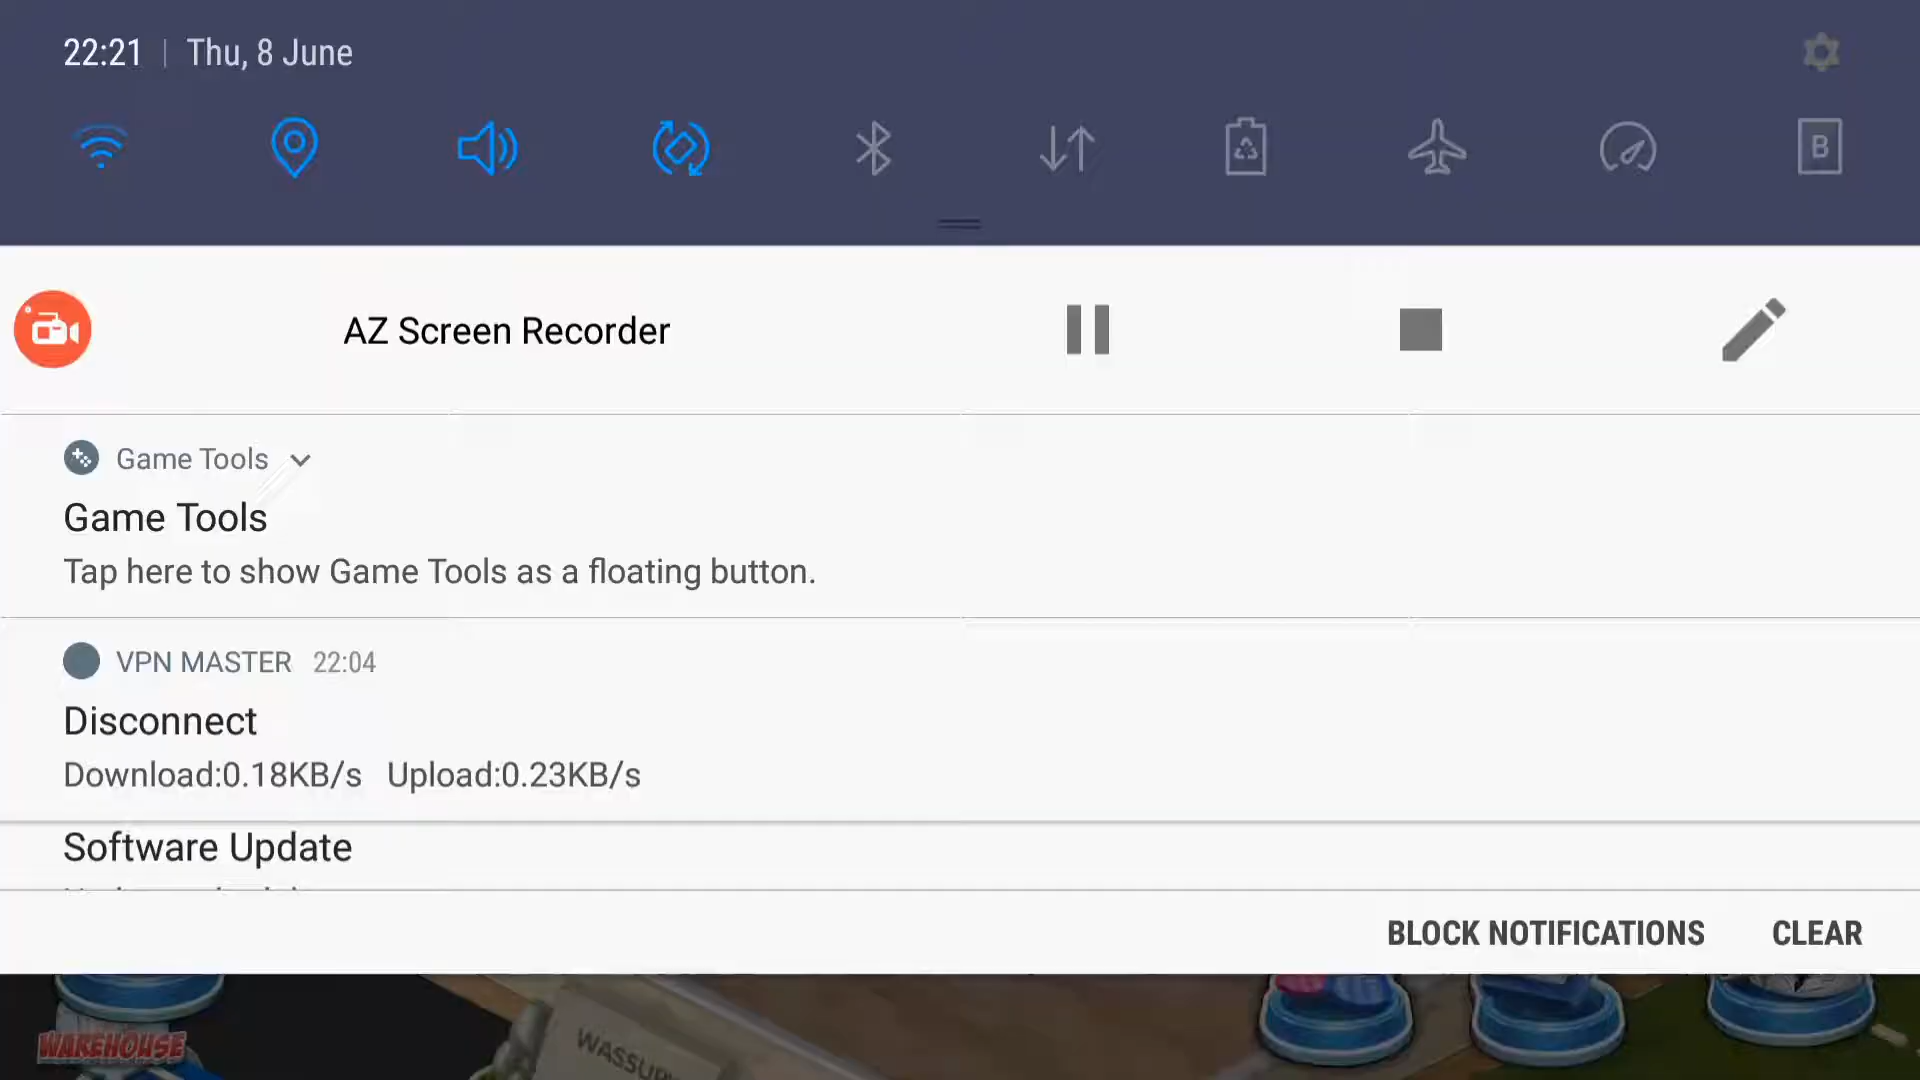 22:21 | Thu, 8 June
B
AZ Screen Recorder
Game Tools
Game Tools
Tap here to show Game Tools as a floating button.
VPN MASTER 22:04
Disconnect
Download:0.18KB/s Upload:0.23KB/s
Software Update
BLOCK NOTIFICATIONS CLEAR
WAREHOUSE